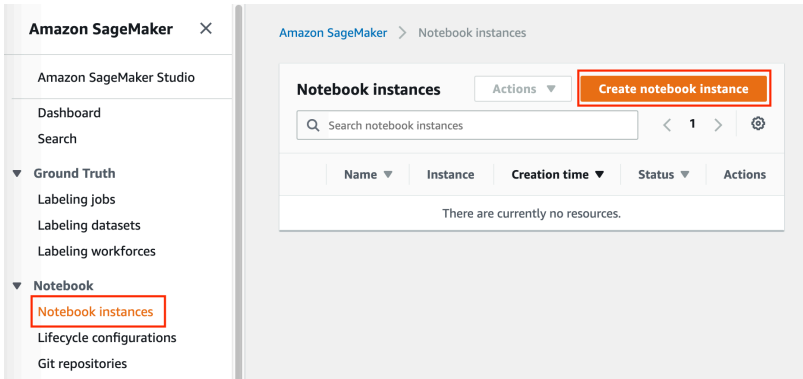 Amazon SageMaker
Amazon SageMaker Studio
Dashboard
Search
Ground Truth
Labeling jobs
Labeling datasets
Labeling workforces
Notebook
Notebook instances
Lifecycle configurations
Git repositories
Amazon SageMaker > Notebook instances
Notebook instances Actions Create notebook instance
Search notebook instances 1
Name Instance Creation time Status Actions
There are currently no resources.